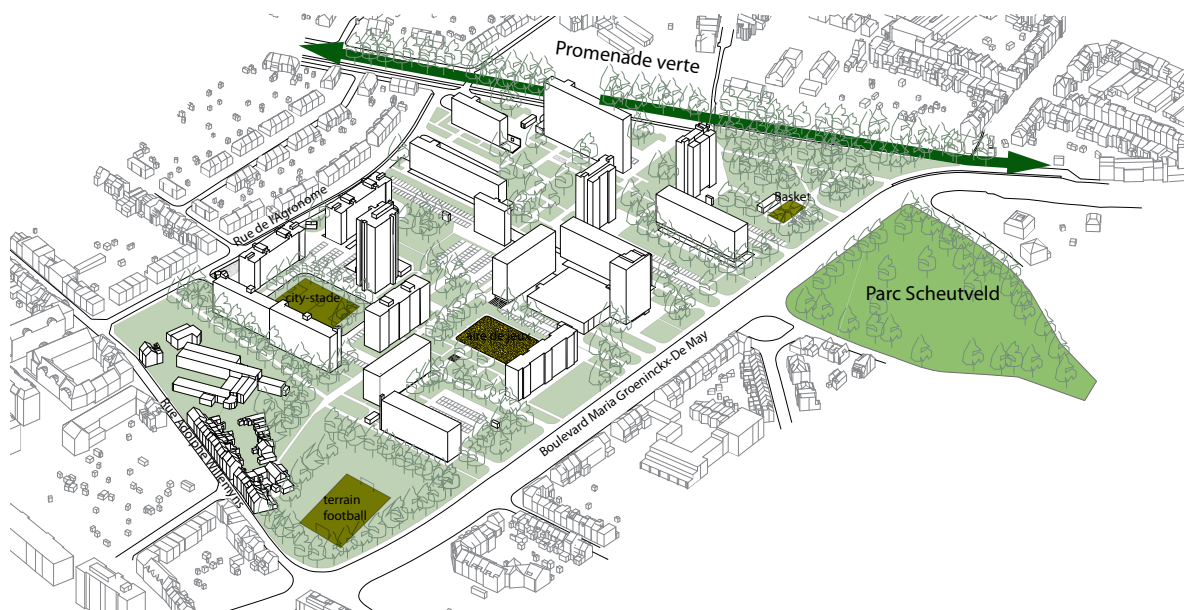 Promenade verte
Rue de l'Agronome
Basket
city-stade
aire de jeux
Parc Scheutveld
Boulevard Maria Groeninckx-De May
Rue Adolphe Willemyns
terrain
football